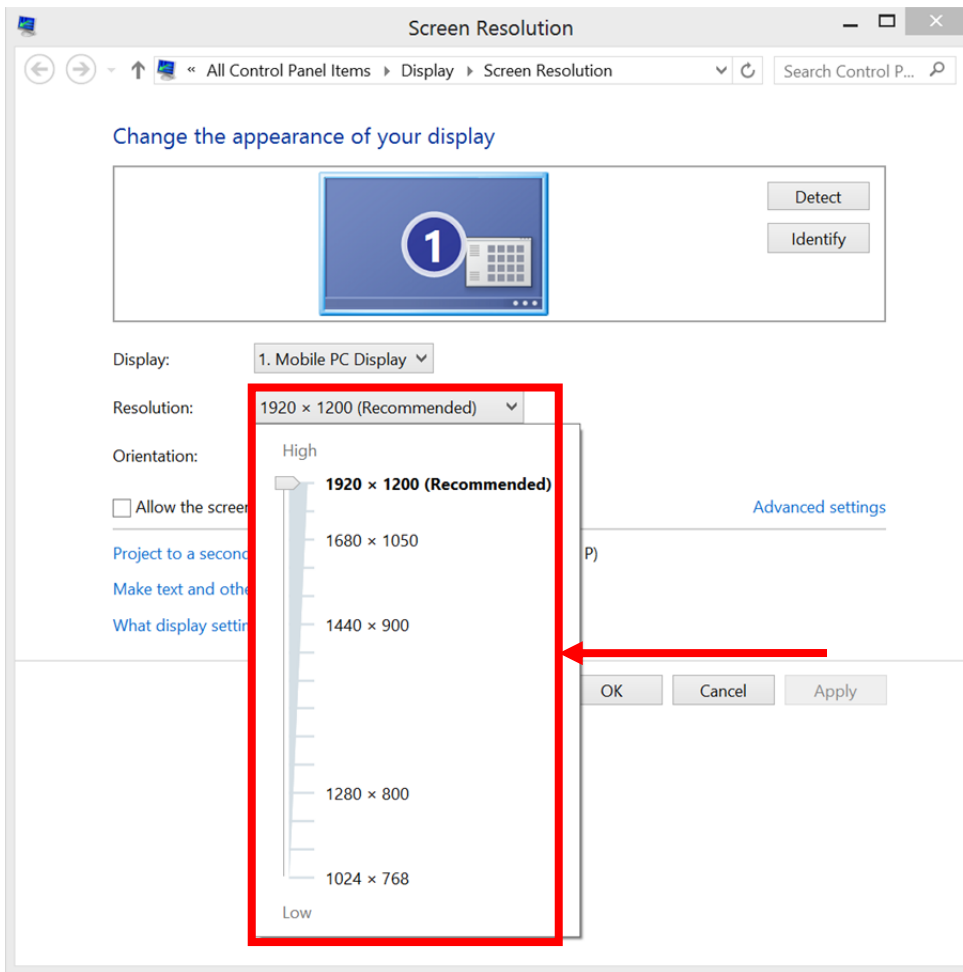 Screen Resolution
« All Control Panel Items Display Screen Resolution Search Control P...
Change the appearance of your display
1
Detect
Identify
Display: 1. Mobile PC Display
Resolution: 1920 × 1200 (Recommended)
Orientation:
High
1920 × 1200 (Recommended)
Allow the screen
Advanced settings
1680 × 1050
Project to a second
P)
Make text and othe
What display settin
1440 × 900
OK Cancel Apply
1280 × 800
1024 × 768
Low